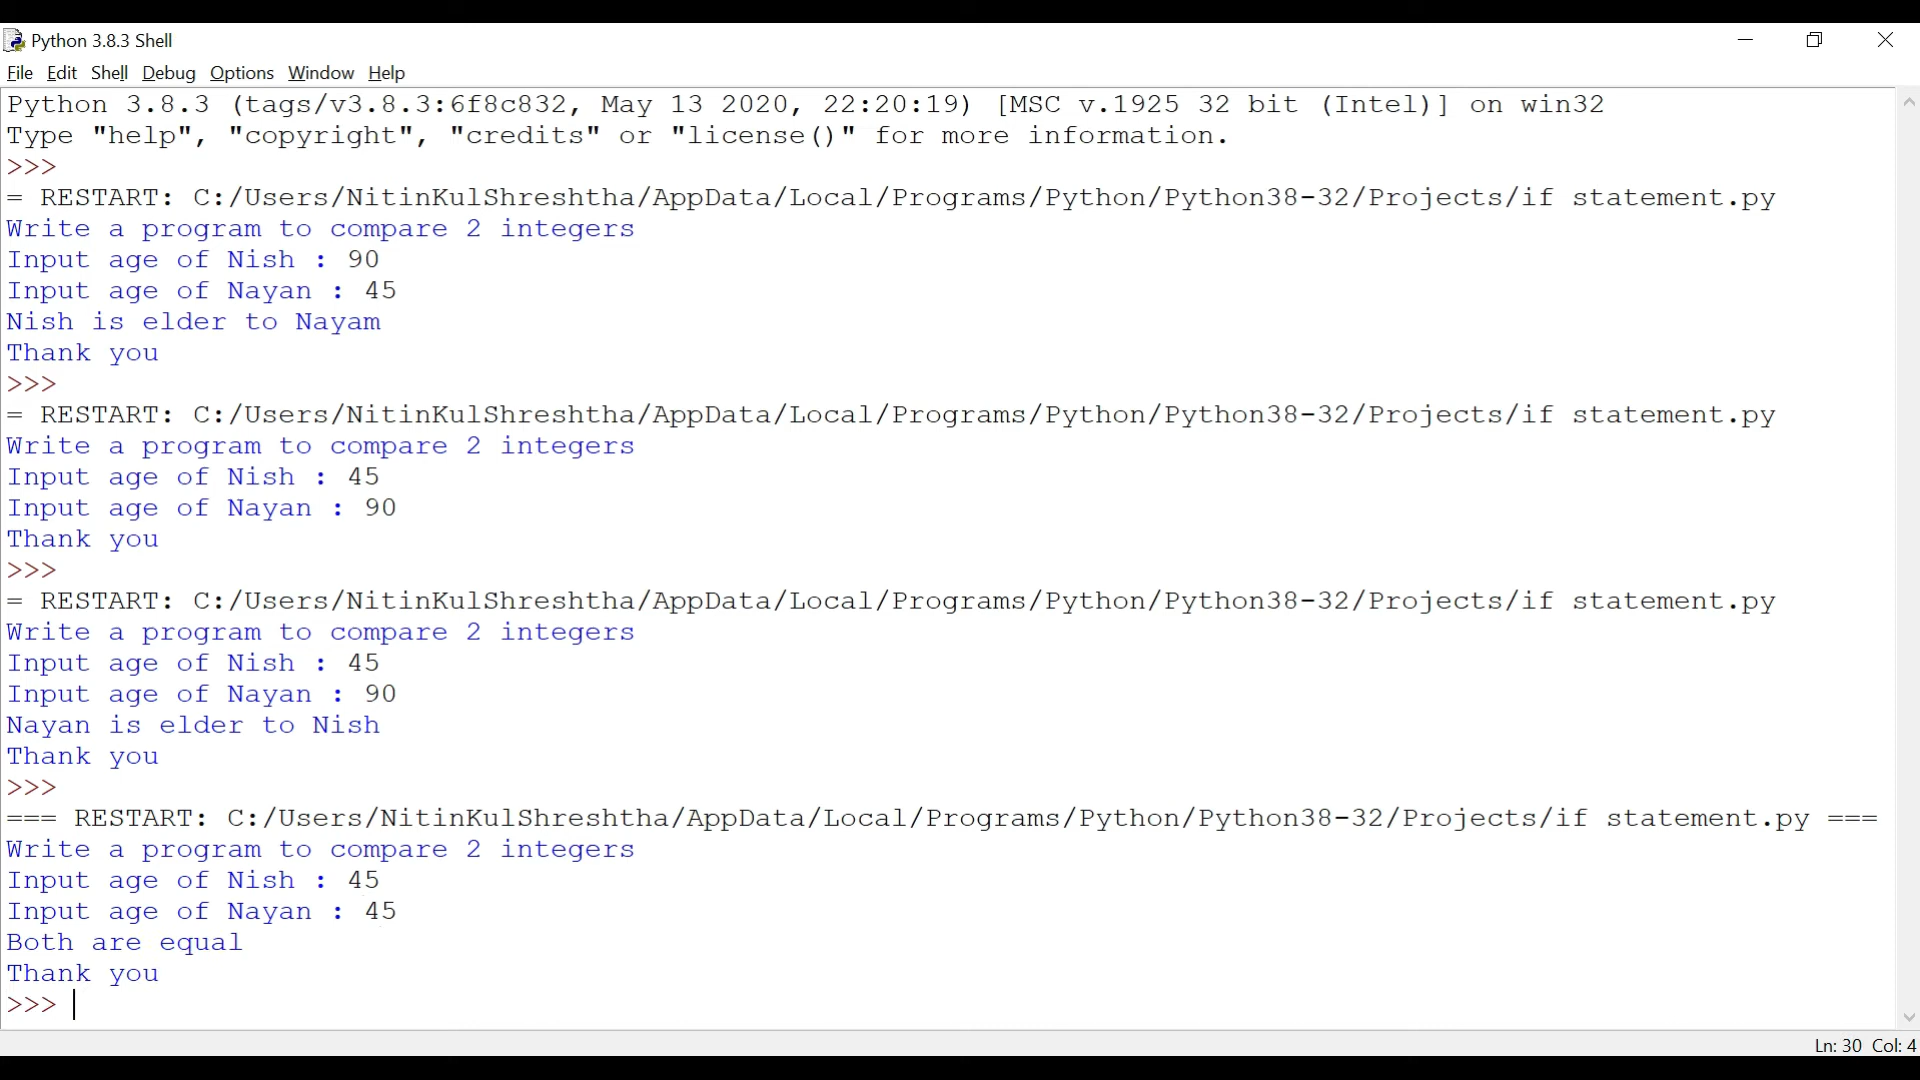 Python 3.8.3 Shell
File Edit Shell Debug Options Window Help
Python 3.8.3 (tags/v3.8.3:6f8c832, May 13 2020, 22:20:19) [MSC v.1925 32 bit (Intel)] on win32
Type "help", "copyright", "credits" or "license()" for more information.
>>>
= RESTART: C:/Users/NitinKulShreshtha/AppData/Local/Programs/Python/Python38-32/Projects/if statement.py
Write a program to compare 2 integers
Input age of Nish : 90
Input age of Nayan : 45
Nish is elder to Nayam
Thank you
>>>
= RESTART: C:/Users/NitinKulShreshtha/AppData/Local/Programs/Python/Python38-32/Projects/if statement.py
Write a program to compare 2 integers
Input age of Nish : 45
Input age of Nayan : 90
Thank you
>>>
= RESTART: C:/Users/NitinKulShreshtha/AppData/Local/Programs/Python/Python38-32/Projects/if statement.py
Write a program to compare 2 integers
Input age of Nish : 45
Input age of Nayan : 90
Nayan is elder to Nish
Thank you
>>>
=== RESTART: C:/Users/NitinKulShreshtha/AppData/Local/Programs/Python/Python38-32/Projects/if statement.py ===
Write a program to compare 2 integers
Input age of Nish : 45
Input age of Nayan : 45
Both are equal
Thank you
>>>
Ln: 30 Col: 4